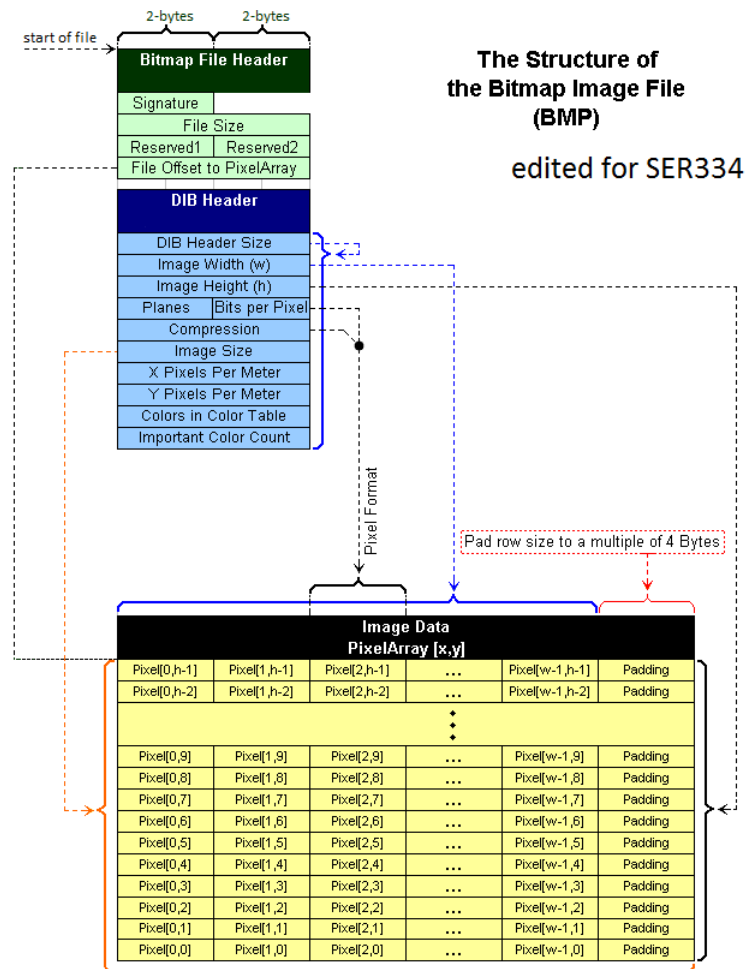 2-bytes 2-bytes
start of file
Bitmap File Header
The Structure of
the Bitmap Image File
(BMP)
edited for SER334
Signature
File Size
Reserved1 Reserved2
File Offset to PixelArray
DIB Header
DIB Header Size
Image Width (w)
Image Height (h)
Planes Bits per Pixel
Compression
Image Size
X Pixels Per Meter
Y Pixels Per Meter
Colors in Color Table
Important Color Count
Pixel Format
Pad row size to a multiple of 4 Bytes
Image Data
PixelArray [x,y]
Pixel[0,h-1] Pixel[1,h-1] Pixel[2,h-1] ... Pixel[w-1,h-1] Padding
Pixel[0,h-2] Pixel[1,h-2] Pixel[2,h-2] ... Pixel[w-1,h-2] Padding
Pixel[0,9] Pixel[1,9] Pixel[2,9] ... Pixel[w-1,9] Padding
Pixel[0,8] Pixel[1,8] Pixel[2,8] ... Pixel[w-1,8] Padding
Pixel[0,7] Pixel[1,7] Pixel[2,7] ... Pixel[w-1,7] Padding
Pixel[0,6] Pixel[1,6] Pixel[2,6] ... Pixel[w-1,6] Padding
Pixel[0,5] Pixel[1,5] Pixel[2,5] ... Pixel[w-1,5] Padding
Pixel[0,4] Pixel[1,4] Pixel[2,4] ... Pixel[w-1,4] Padding
Pixel[0,3] Pixel[1,3] Pixel[2,3] ... Pixel[w-1,3] Padding
Pixel[0,2] Pixel[1,2] Pixel[2,2] ... Pixel[w-1,2] Padding
Pixel[0,1] Pixel[1,1] Pixel[2,1] ... Pixel[w-1,1] Padding
Pixel[0,0] Pixel[1,0] Pixel[2,0] ... Pixel[w-1,0] Padding